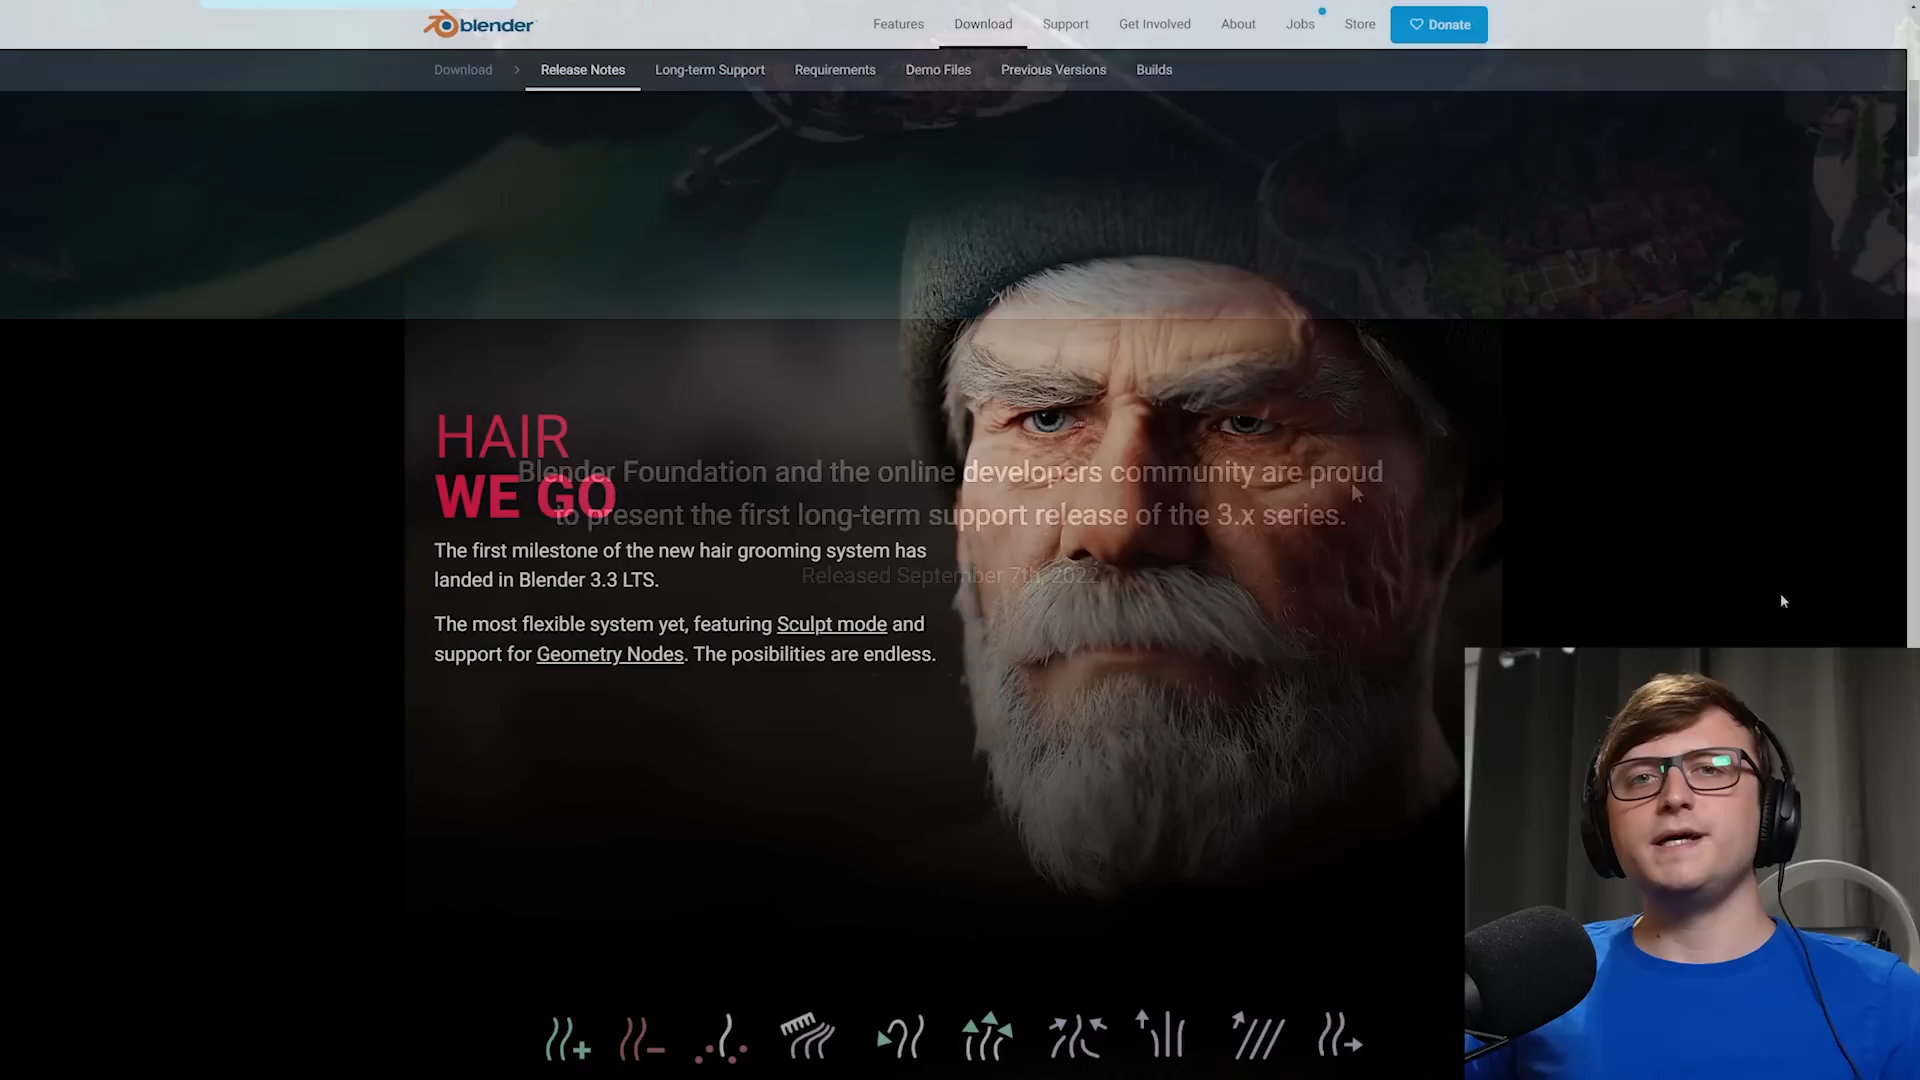 blender
Features
Download
Support
Get Involved
About
Jobs
Store
Donate
Download
Release Notes
Long-term Support
Requirements
Demo Files
Previous Versions
Builds
HAIR
WE GO
Blender Foundation and the online developers community are proud
to present the first long-term support release of the 3.x series.
The first milestone of the new hair grooming system has
landed in Blender 3.3 LTS.
Released September 7th, 2022
The most flexible system yet, featuring Sculpt mode and
support for Geometry Nodes. The posibilities are endless.